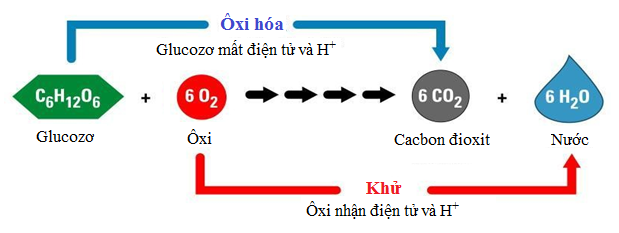 Ôxi hóa
Glucozơ mất điện tử và H⁺
C₆H₁₂O₆ + 6 O₂ 6 CO₂ + 6 H₂O
Glucozơ Ôxi Cacbon đioxit Nước
Khử
Ôxi nhận điện tử và H⁺